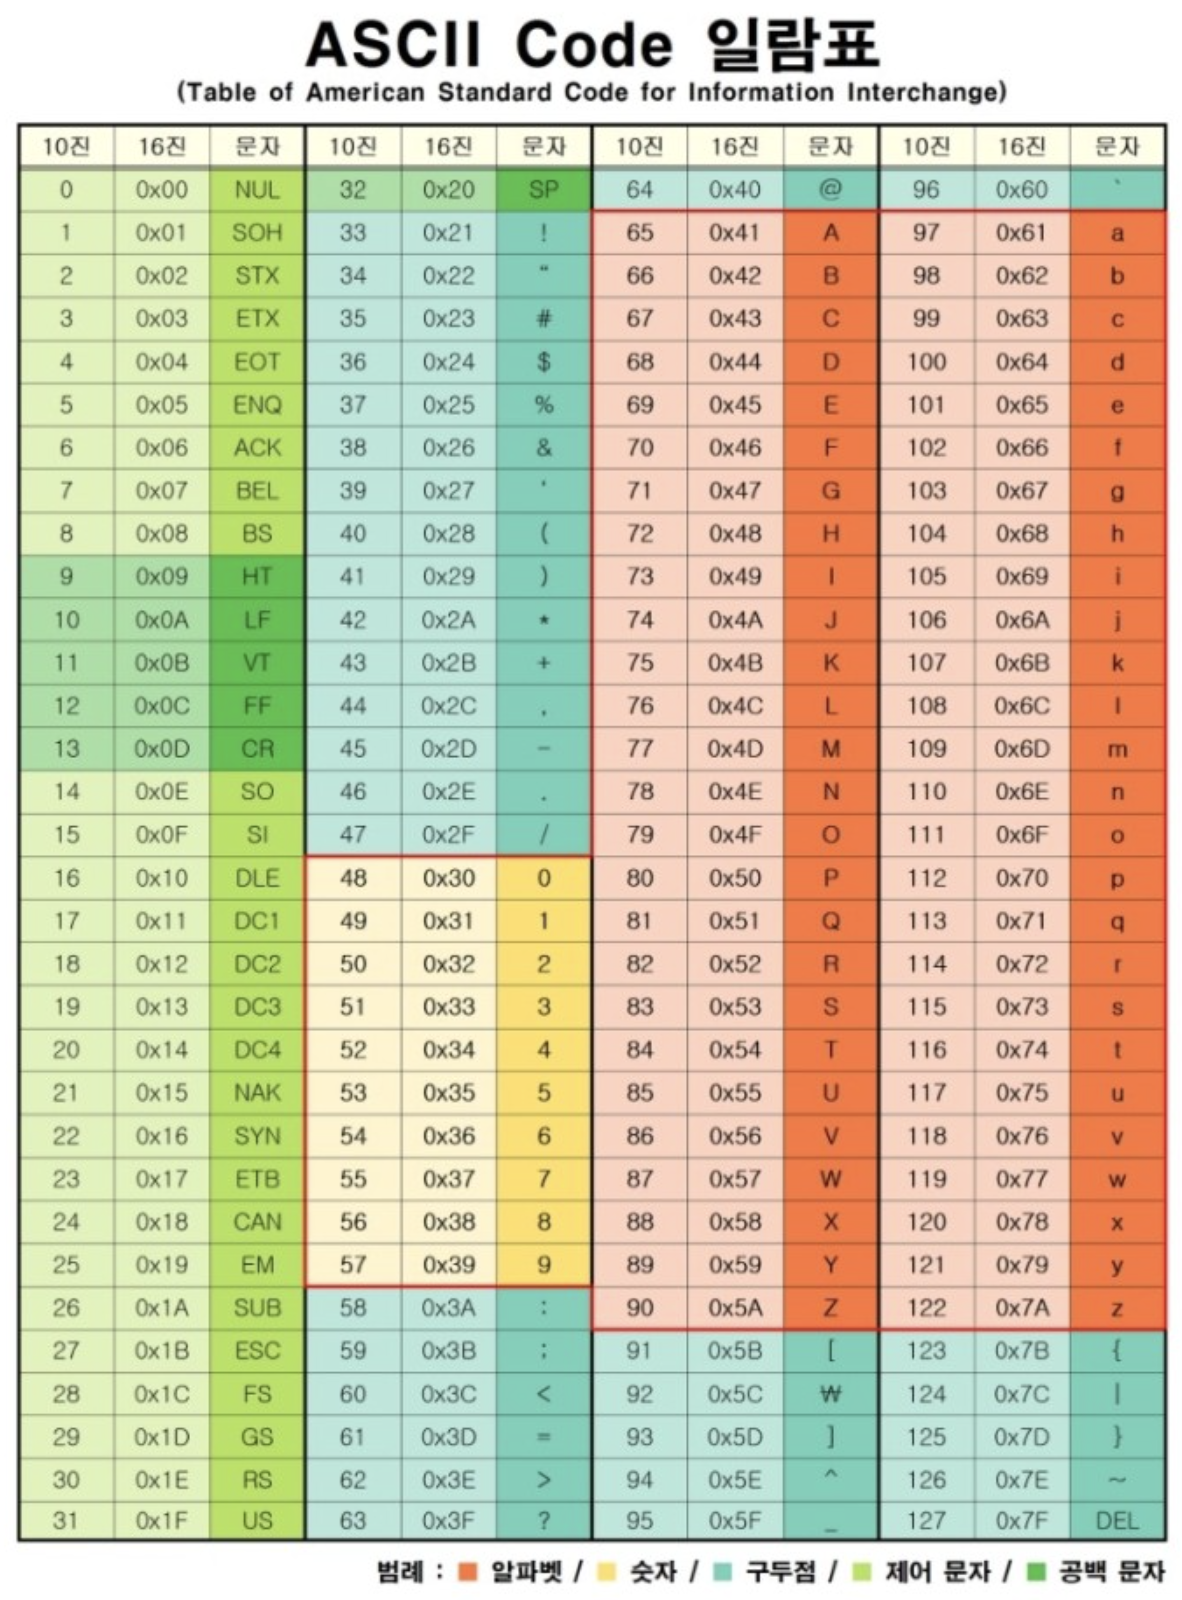 ASCII Code 일람표
(Table of American Standard Code for Information Interchange)
10진 16진 문자 10진 16진 문자 10진 16진 문자 10진 16진 문자
0 0x00 NUL 32 0x20 SP 64 0x40 @ 96 0x60 `
1 0x01 SOH 33 0x21 ! 65 0x41 A 97 0x61 a
2 0x02 STX 34 0x22 “ 66 0x42 B 98 0x62 b
3 0x03 ETX 35 0x23 # 67 0x43 C 99 0x63 c
4 0x04 EOT 36 0x24 $ 68 0x44 D 100 0x64 d
5 0x05 ENQ 37 0x25 % 69 0x45 E 101 0x65 e
6 0x06 ACK 38 0x26 & 70 0x46 F 102 0x66 f
7 0x07 BEL 39 0x27 ' 71 0x47 G 103 0x67 g
8 0x08 BS 40 0x28 ( 72 0x48 H 104 0x68 h
9 0x09 HT 41 0x29 ) 73 0x49 I 105 0x69 i
10 0x0A LF 42 0x2A * 74 0x4A J 106 0x6A j
11 0x0B VT 43 0x2B + 75 0x4B K 107 0x6B k
12 0x0C FF 44 0x2C , 76 0x4C L 108 0x6C l
13 0x0D CR 45 0x2D - 77 0x4D M 109 0x6D m
14 0x0E SO 46 0x2E . 78 0x4E N 110 0x6E n
15 0x0F SI 47 0x2F / 79 0x4F O 111 0x6F o
16 0x10 DLE 48 0x30 0 80 0x50 P 112 0x70 p
17 0x11 DC1 49 0x31 1 81 0x51 Q 113 0x71 q
18 0x12 DC2 50 0x32 2 82 0x52 R 114 0x72 r
19 0x13 DC3 51 0x33 3 83 0x53 S 115 0x73 s
20 0x14 DC4 52 0x34 4 84 0x54 T 116 0x74 t
21 0x15 NAK 53 0x35 5 85 0x55 U 117 0x75 u
22 0x16 SYN 54 0x36 6 86 0x56 V 118 0x76 v
23 0x17 ETB 55 0x37 7 87 0x57 W 119 0x77 w
24 0x18 CAN 56 0x38 8 88 0x58 X 120 0x78 x
25 0x19 EM 57 0x39 9 89 0x59 Y 121 0x79 y
26 0x1A SUB 58 0x3A : 90 0x5A Z 122 0x7A z
27 0x1B ESC 59 0x3B ; 91 0x5B [ 123 0x7B {
28 0x1C FS 60 0x3C < 92 0x5C ₩ 124 0x7C |
29 0x1D GS 61 0x3D = 93 0x5D ] 125 0x7D }
30 0x1E RS 62 0x3E > 94 0x5E ^ 126 0x7E ~
31 0x1F US 63 0x3F ? 95 0x5F _ 127 0x7F DEL
범례 : 알파벳 / 숫자 / 구두점 / 제어 문자 / 공백 문자